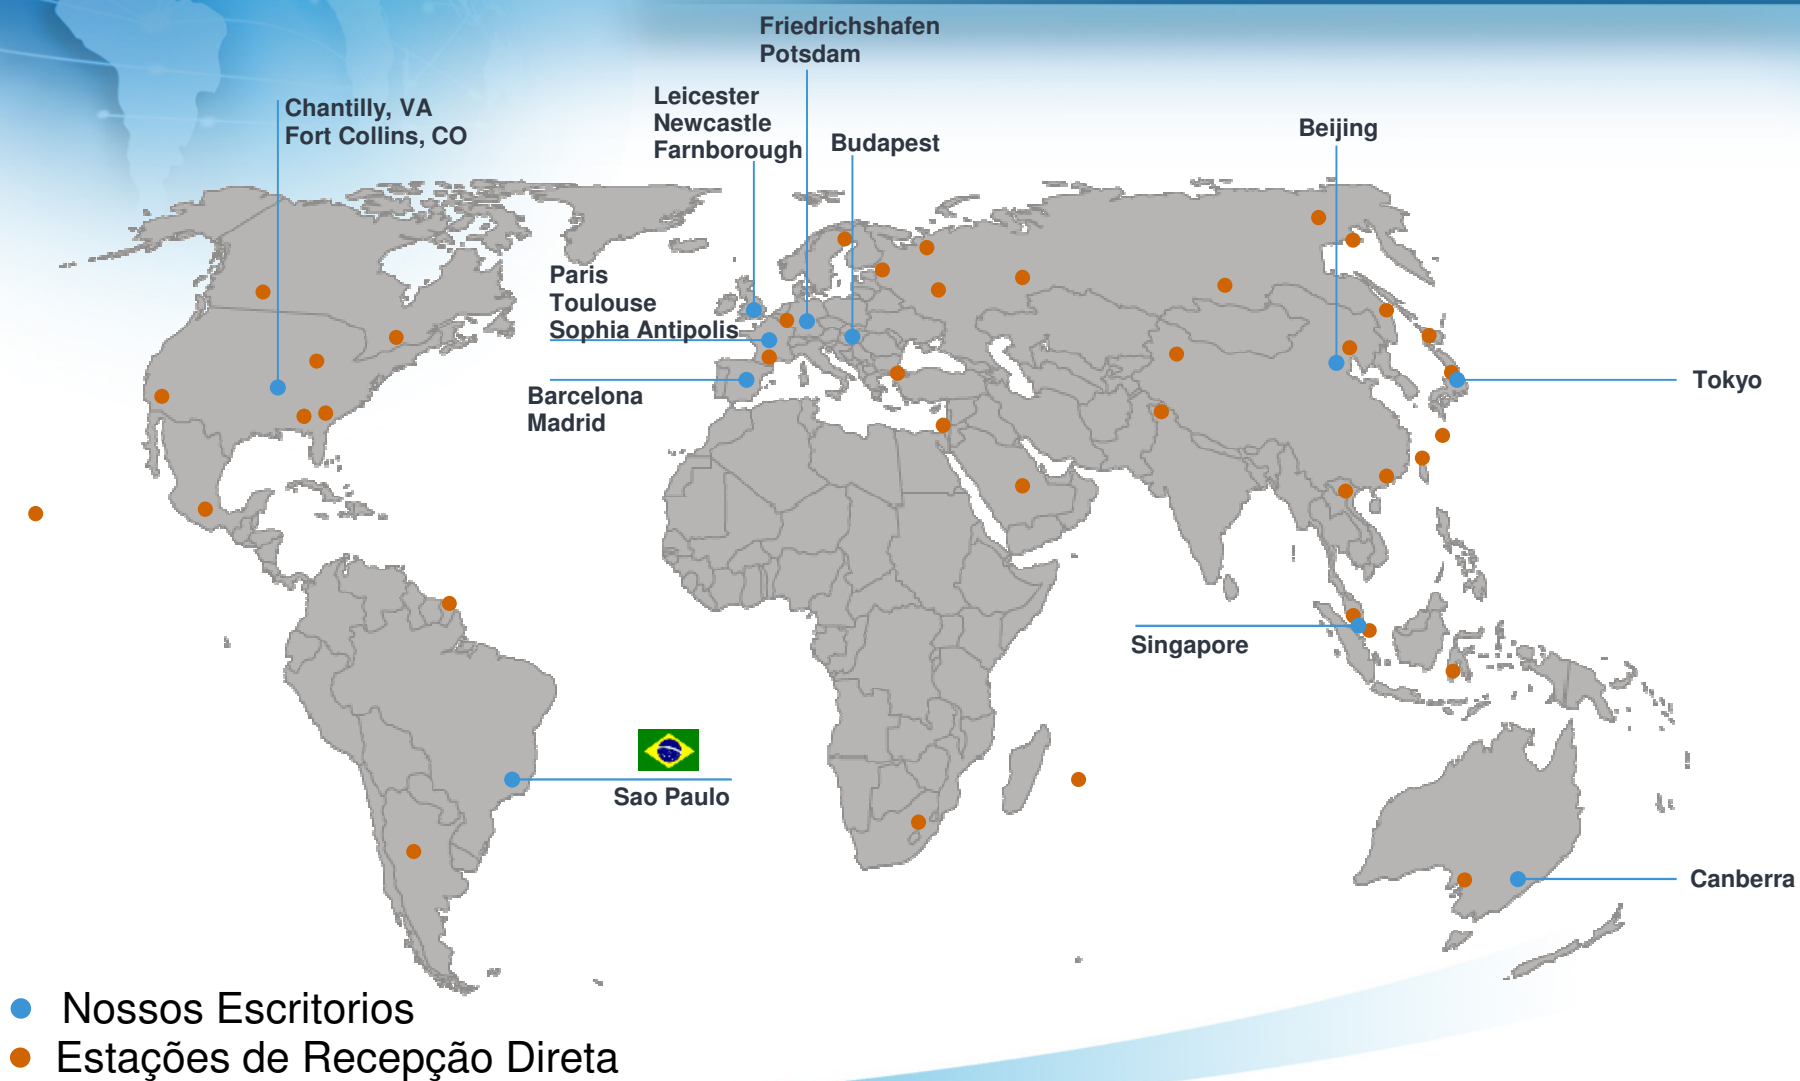 Friedrichshafen
Potsdam
Chantilly, VA
Fort Collins, CO
Leicester
Newcastle
Farnborough
Budapest
Beijing
Paris
Toulouse
Sophia Antipolis
Barcelona
Madrid
Tokyo
Singapore
Sao Paulo
Canberra
Nossos Escritorios
Estações de Recepção Direta